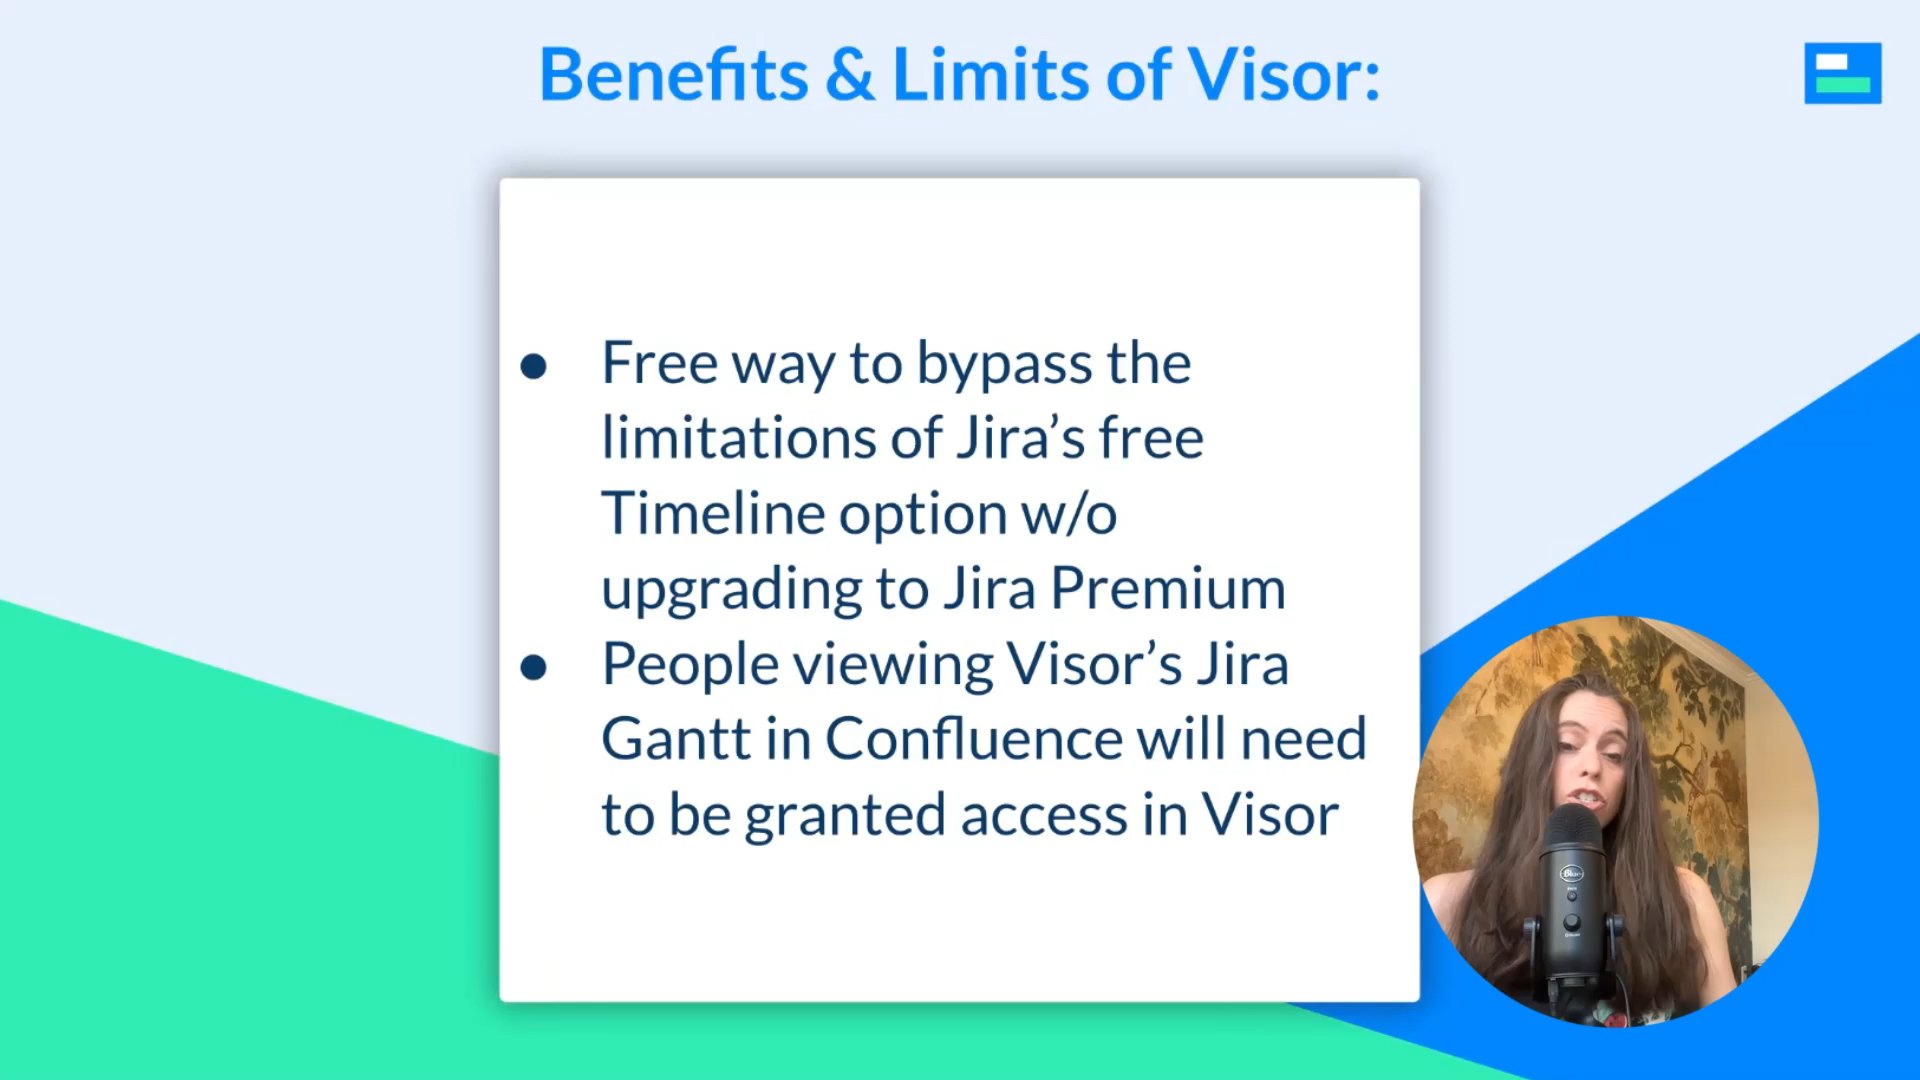 Benefits & Limits of Visor:
● Free way to bypass the
limitations of Jira’s free
Timeline option w/o
upgrading to Jira Premium
● People viewing Visor’s Jira
Gantt in Confluence will need
to be granted access in Visor
Blue